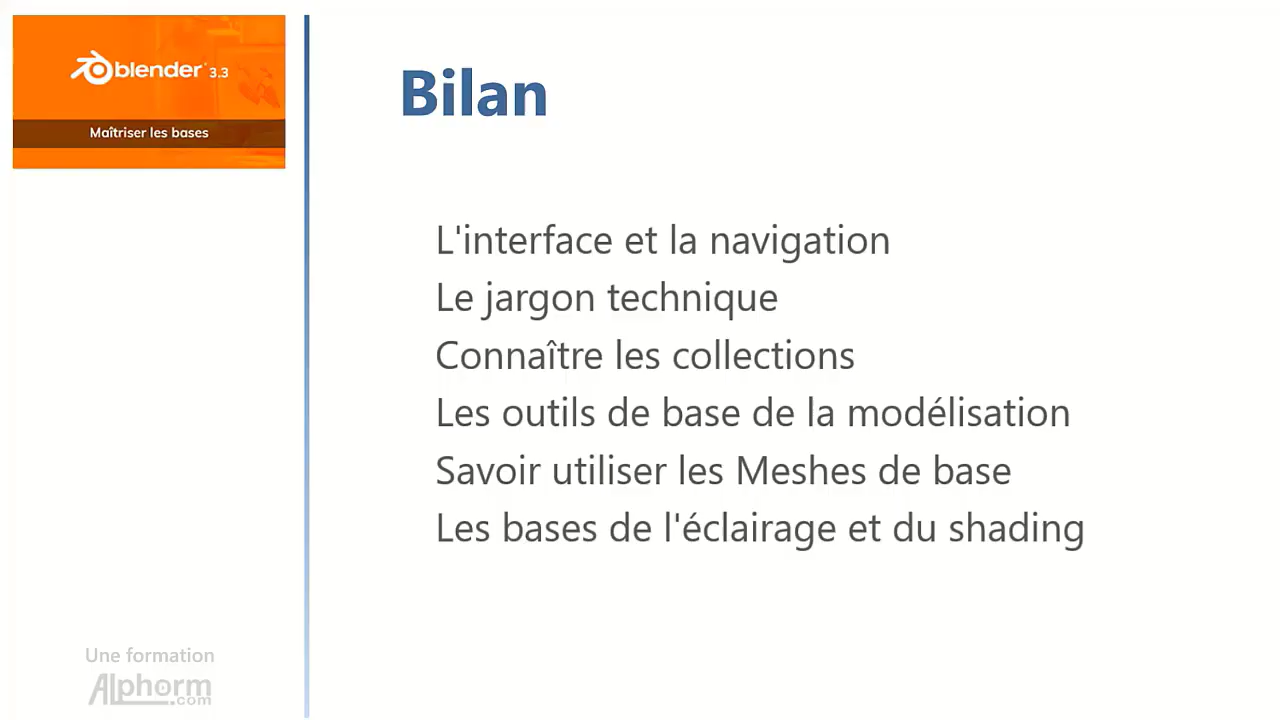 blender 3.3
Maîtriser les bases
Bilan
L'interface et la navigation
Le jargon technique
Connaître les collections
Les outils de base de la modélisation
Savoir utiliser les Meshes de base
Les bases de l'éclairage et du shading
Une formation
Alphorm.com